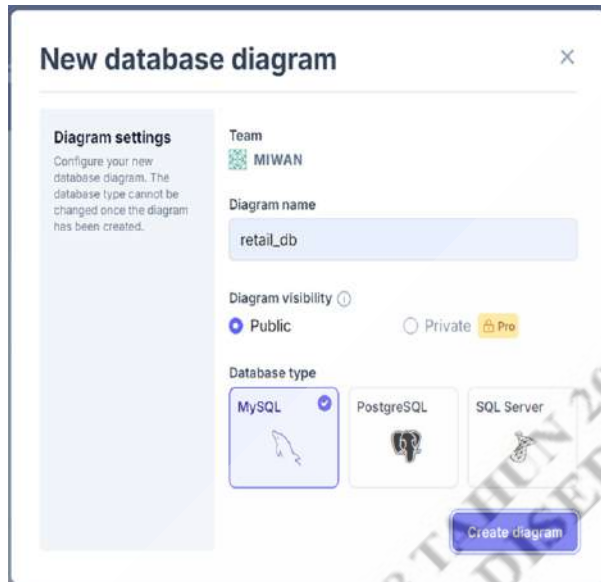 New database diagram
Diagram settings
Configure your new
database diagram. The
database type cannot be
changed once the diagram
has been created.
Team
MIWAN
Diagram name
retail_db
Diagram visibility
Public
Private
Pro
Database type
MySQL
PostgreSQL
SQL Server
Create diagram
TAHUN